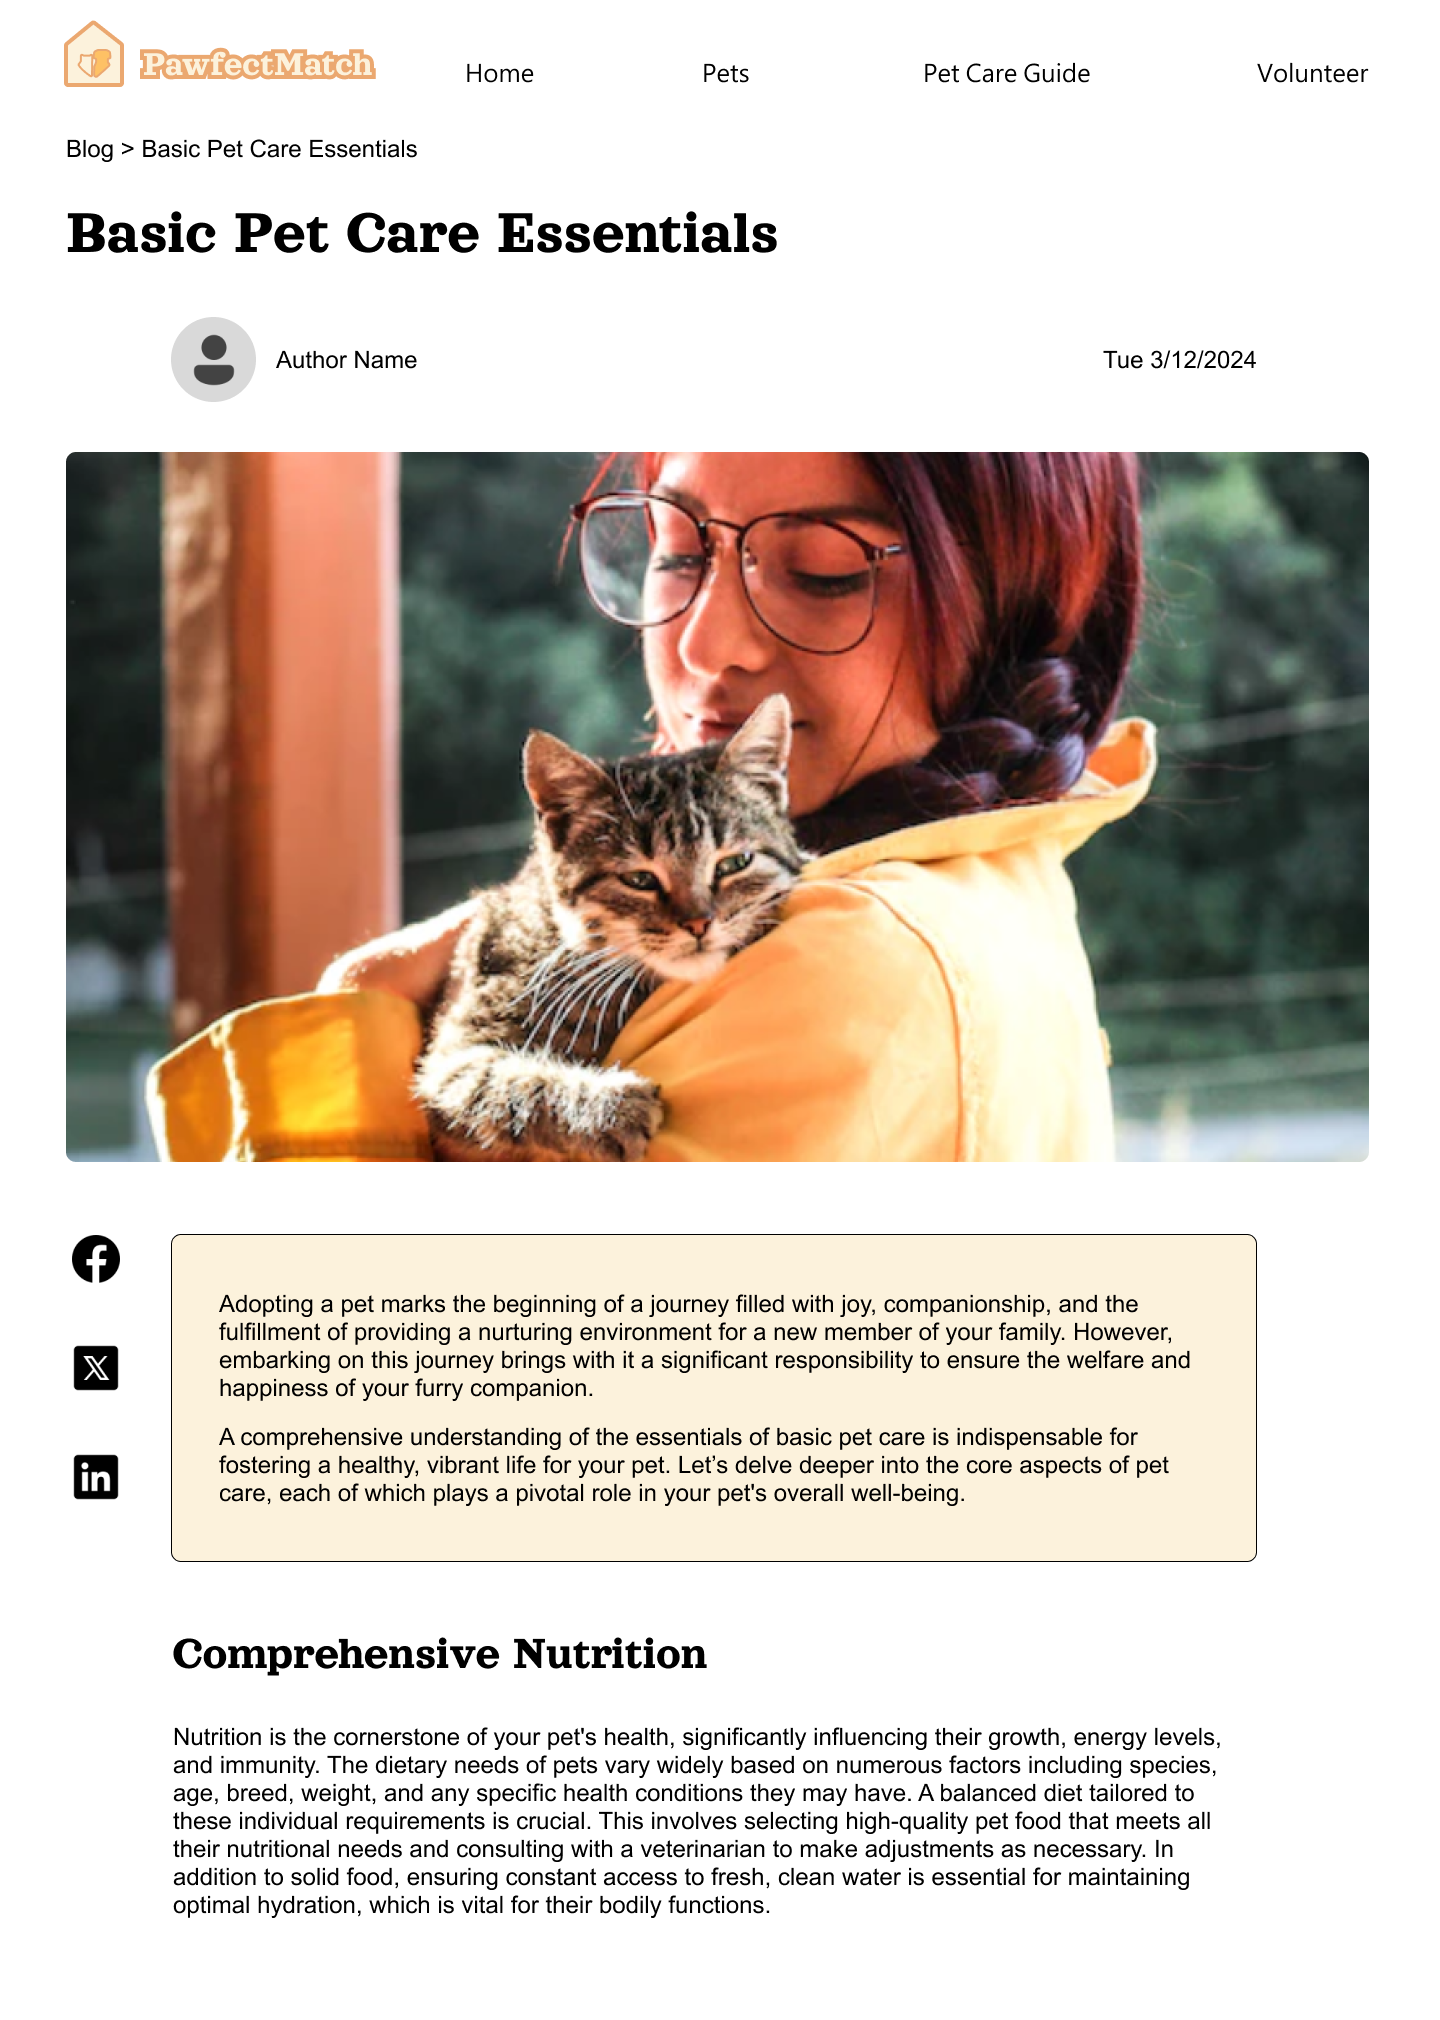 PawfectMatch
Home
Pets
Pet Care Guide
Volunteer
Blog > Basic Pet Care Essentials
Basic Pet Care Essentials
Author Name
Tue 3/12/2024
Adopting a pet marks the beginning of a journey filled with joy, companionship, and the
fulfillment of providing a nurturing environment for a new member of your family. However,
embarking on this journey brings with it a significant responsibility to ensure the welfare and
happiness of your furry companion.
A comprehensive understanding of the essentials of basic pet care is indispensable for
fostering a healthy, vibrant life for your pet. Let’s delve deeper into the core aspects of pet
care, each of which plays a pivotal role in your pet's overall well-being.
Comprehensive Nutrition
Nutrition is the cornerstone of your pet's health, significantly influencing their growth, energy levels,
and immunity. The dietary needs of pets vary widely based on numerous factors including species,
age, breed, weight, and any specific health conditions they may have. A balanced diet tailored to
these individual requirements is crucial. This involves selecting high-quality pet food that meets all
their nutritional needs and consulting with a veterinarian to make adjustments as necessary. In
addition to solid food, ensuring constant access to fresh, clean water is essential for maintaining
optimal hydration, which is vital for their bodily functions.